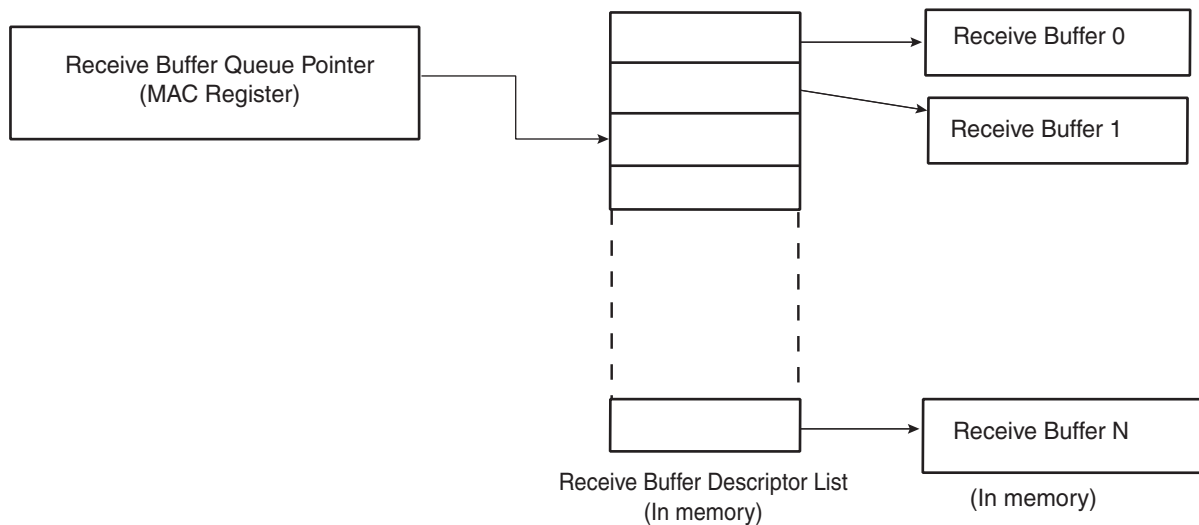 Receive Buffer Queue Pointer
(MAC Register)
Receive Buffer 0
Receive Buffer 1
Receive Buffer N
Receive Buffer Descriptor List
(In memory)
(In memory)